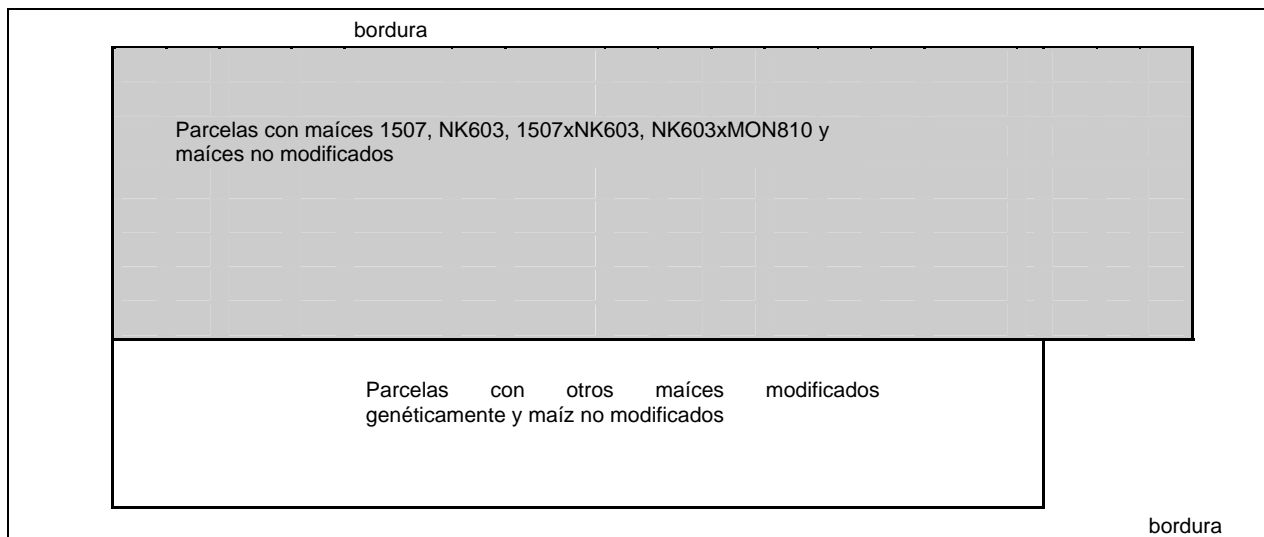 bordura
Parcelas con maíces 1507, NK603, 1507xNK603, NK603xMON810 y
maíces no modificados
Parcelas con otros maíces modificados
genéticamente y maíz no modificados
bordura